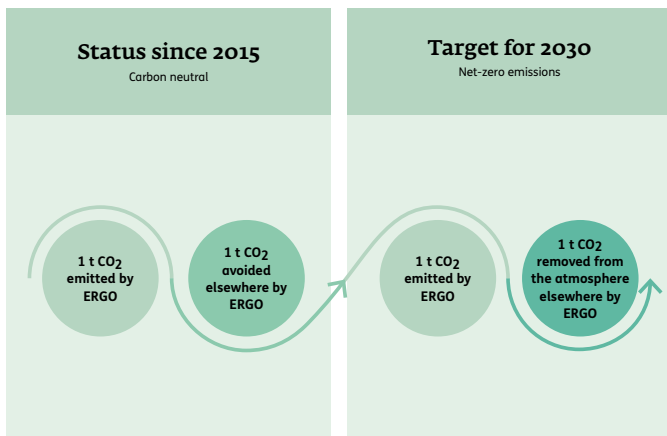 Status since 2015
Carbon neutral
1 t CO2
emitted by
ERGO
1 t CO2
avoided
elsewhere by
ERGO
Target for 2030
Net-zero emissions
1 t CO2
emitted by
ERGO
1 t CO2
removed from
the atmosphere
elsewhere by
ERGO